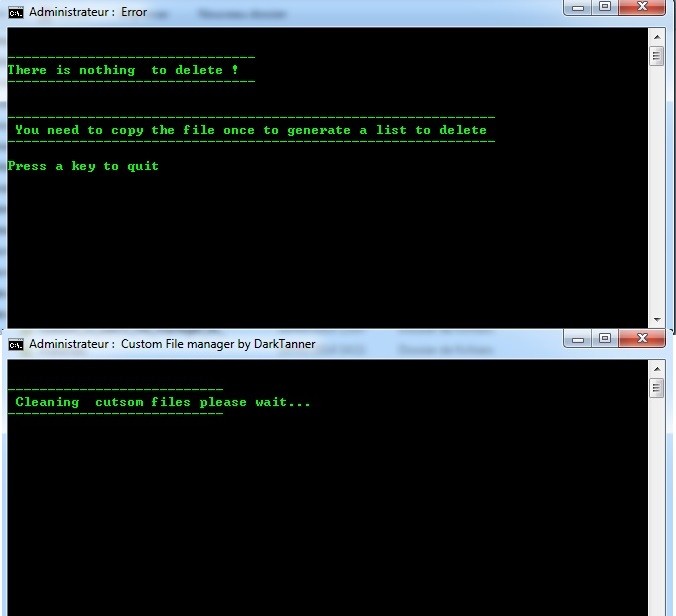 Administrateur : Error
There is nothing  to delete !
You need to copy the file once to generate a list to delete
Press a key to quit
Administrateur : Custom File manager by DarkTanner
Cleaning  cutsom files please wait...